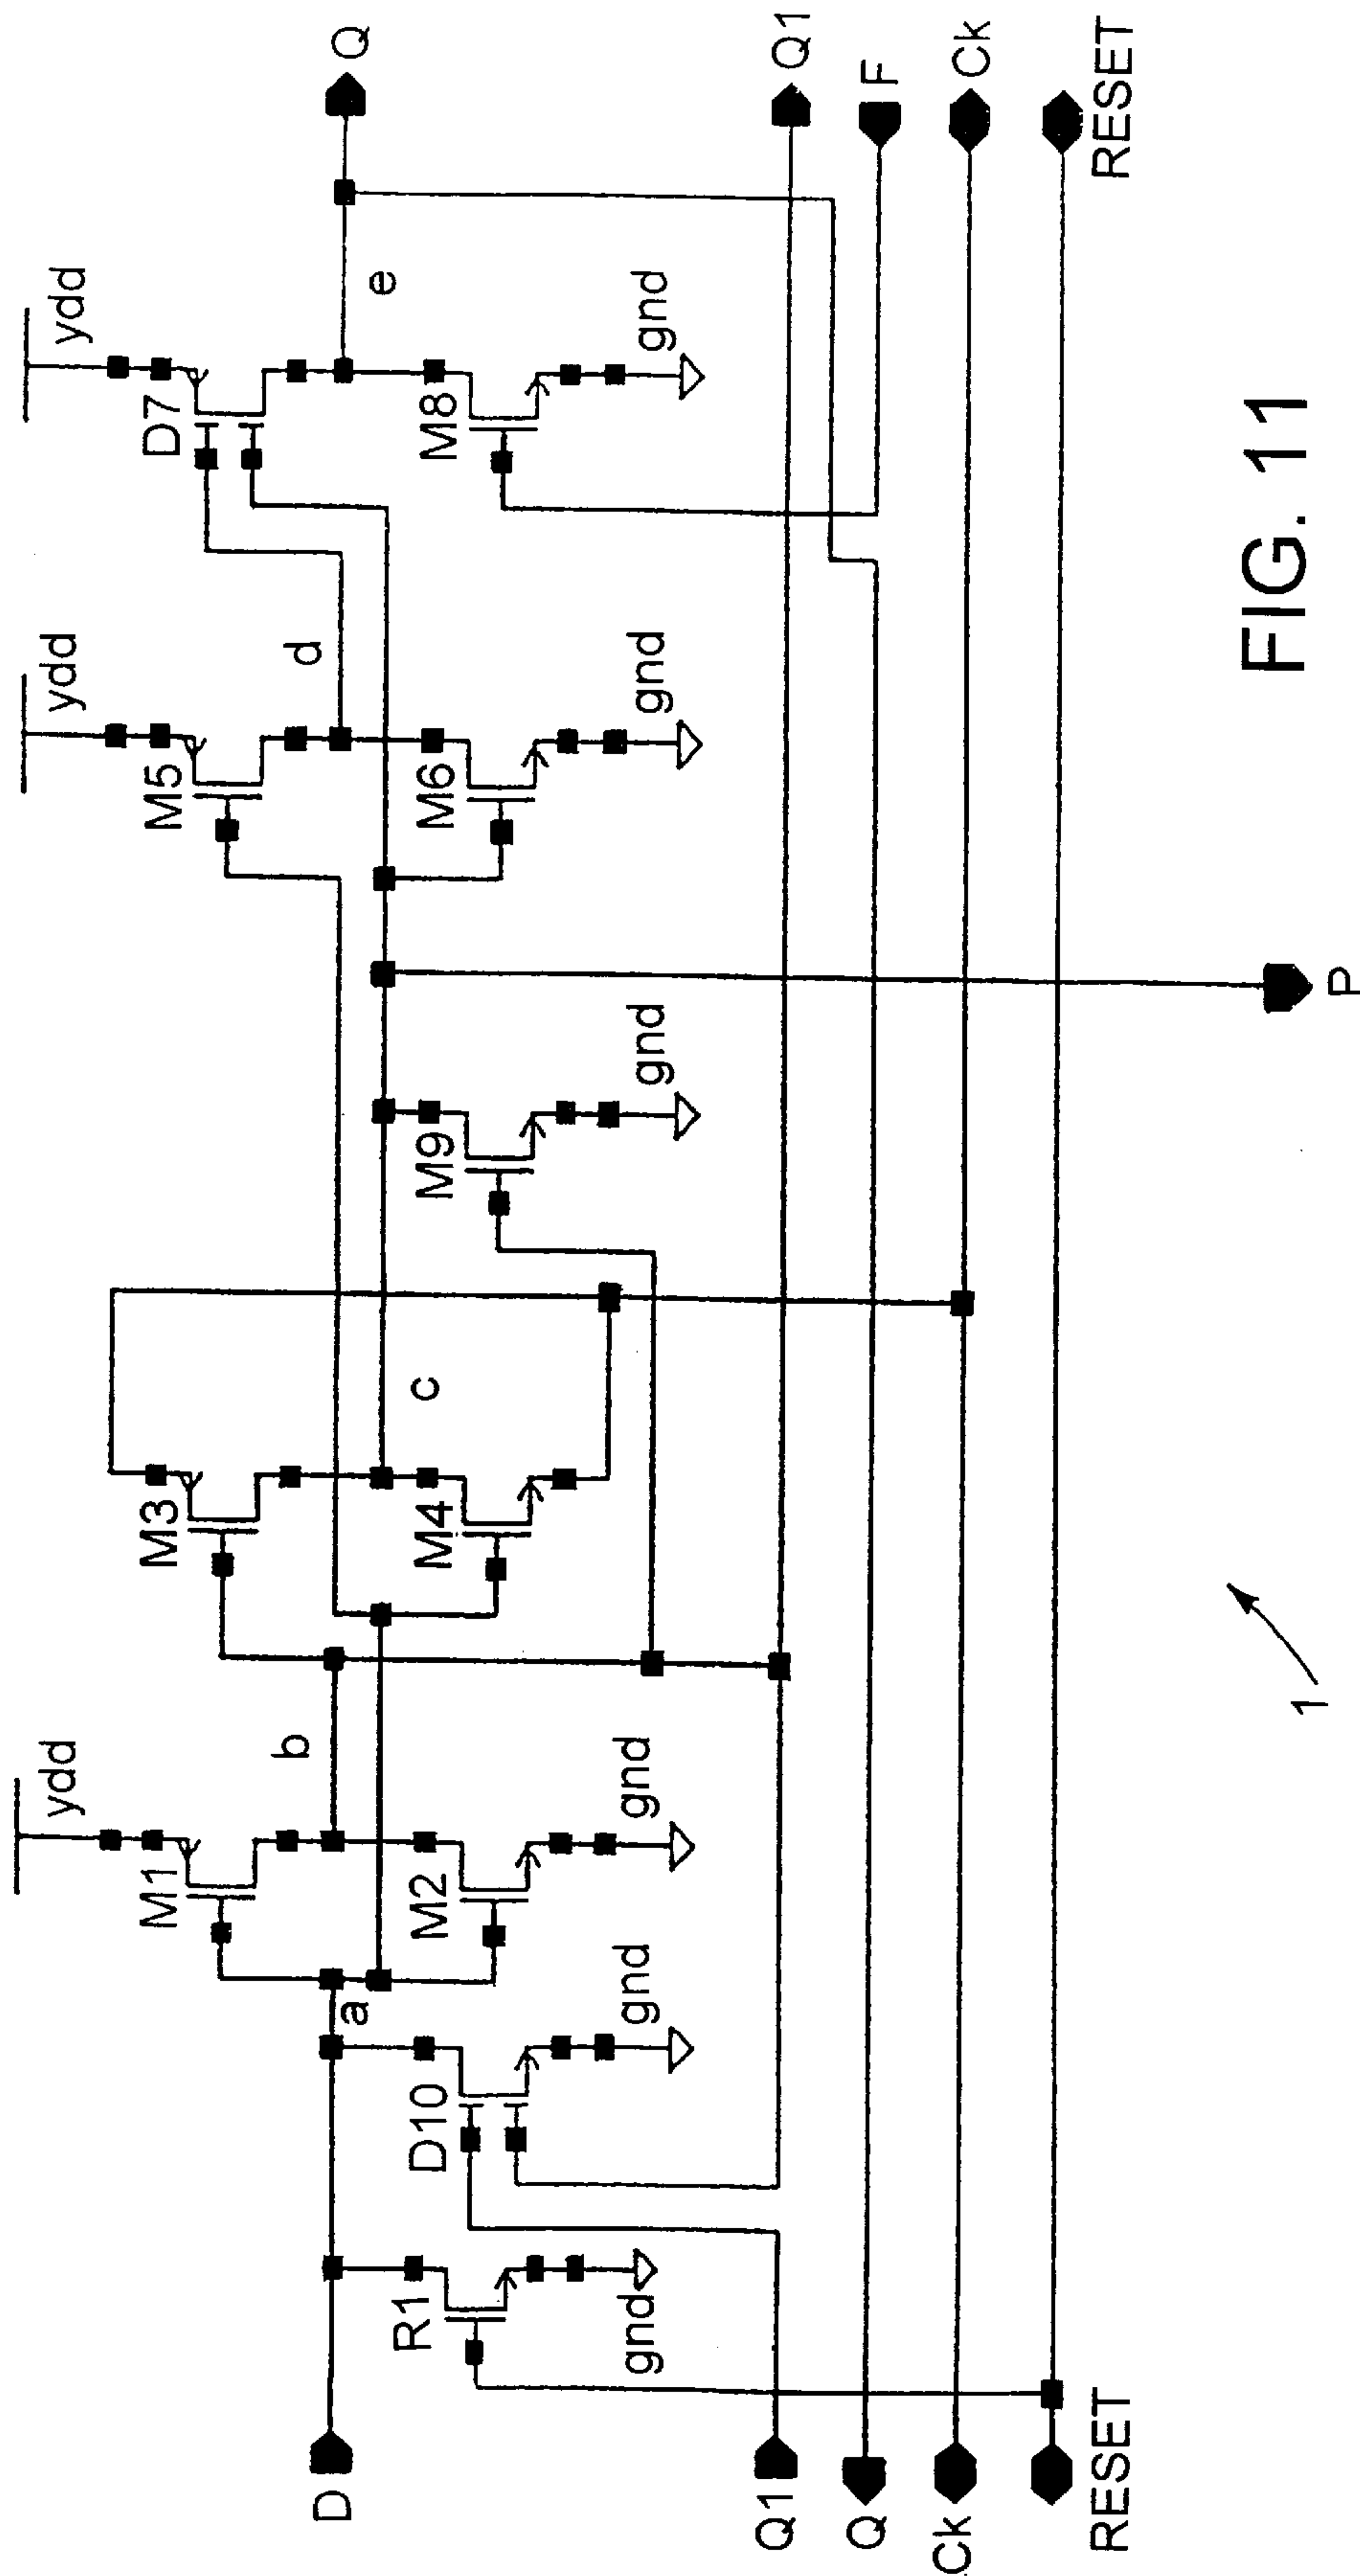 ydd
ydd
ydd
M1
M3
M5
D7
Q
b
d
e
D
a
c
R1
D10
M2
M4
M9
M6
M8
gnd
gnd
gnd
gnd
gnd
gnd
Q1
Q1
Q
F
Ck
Ck
RESET
RESET
P
1
FIG. 11